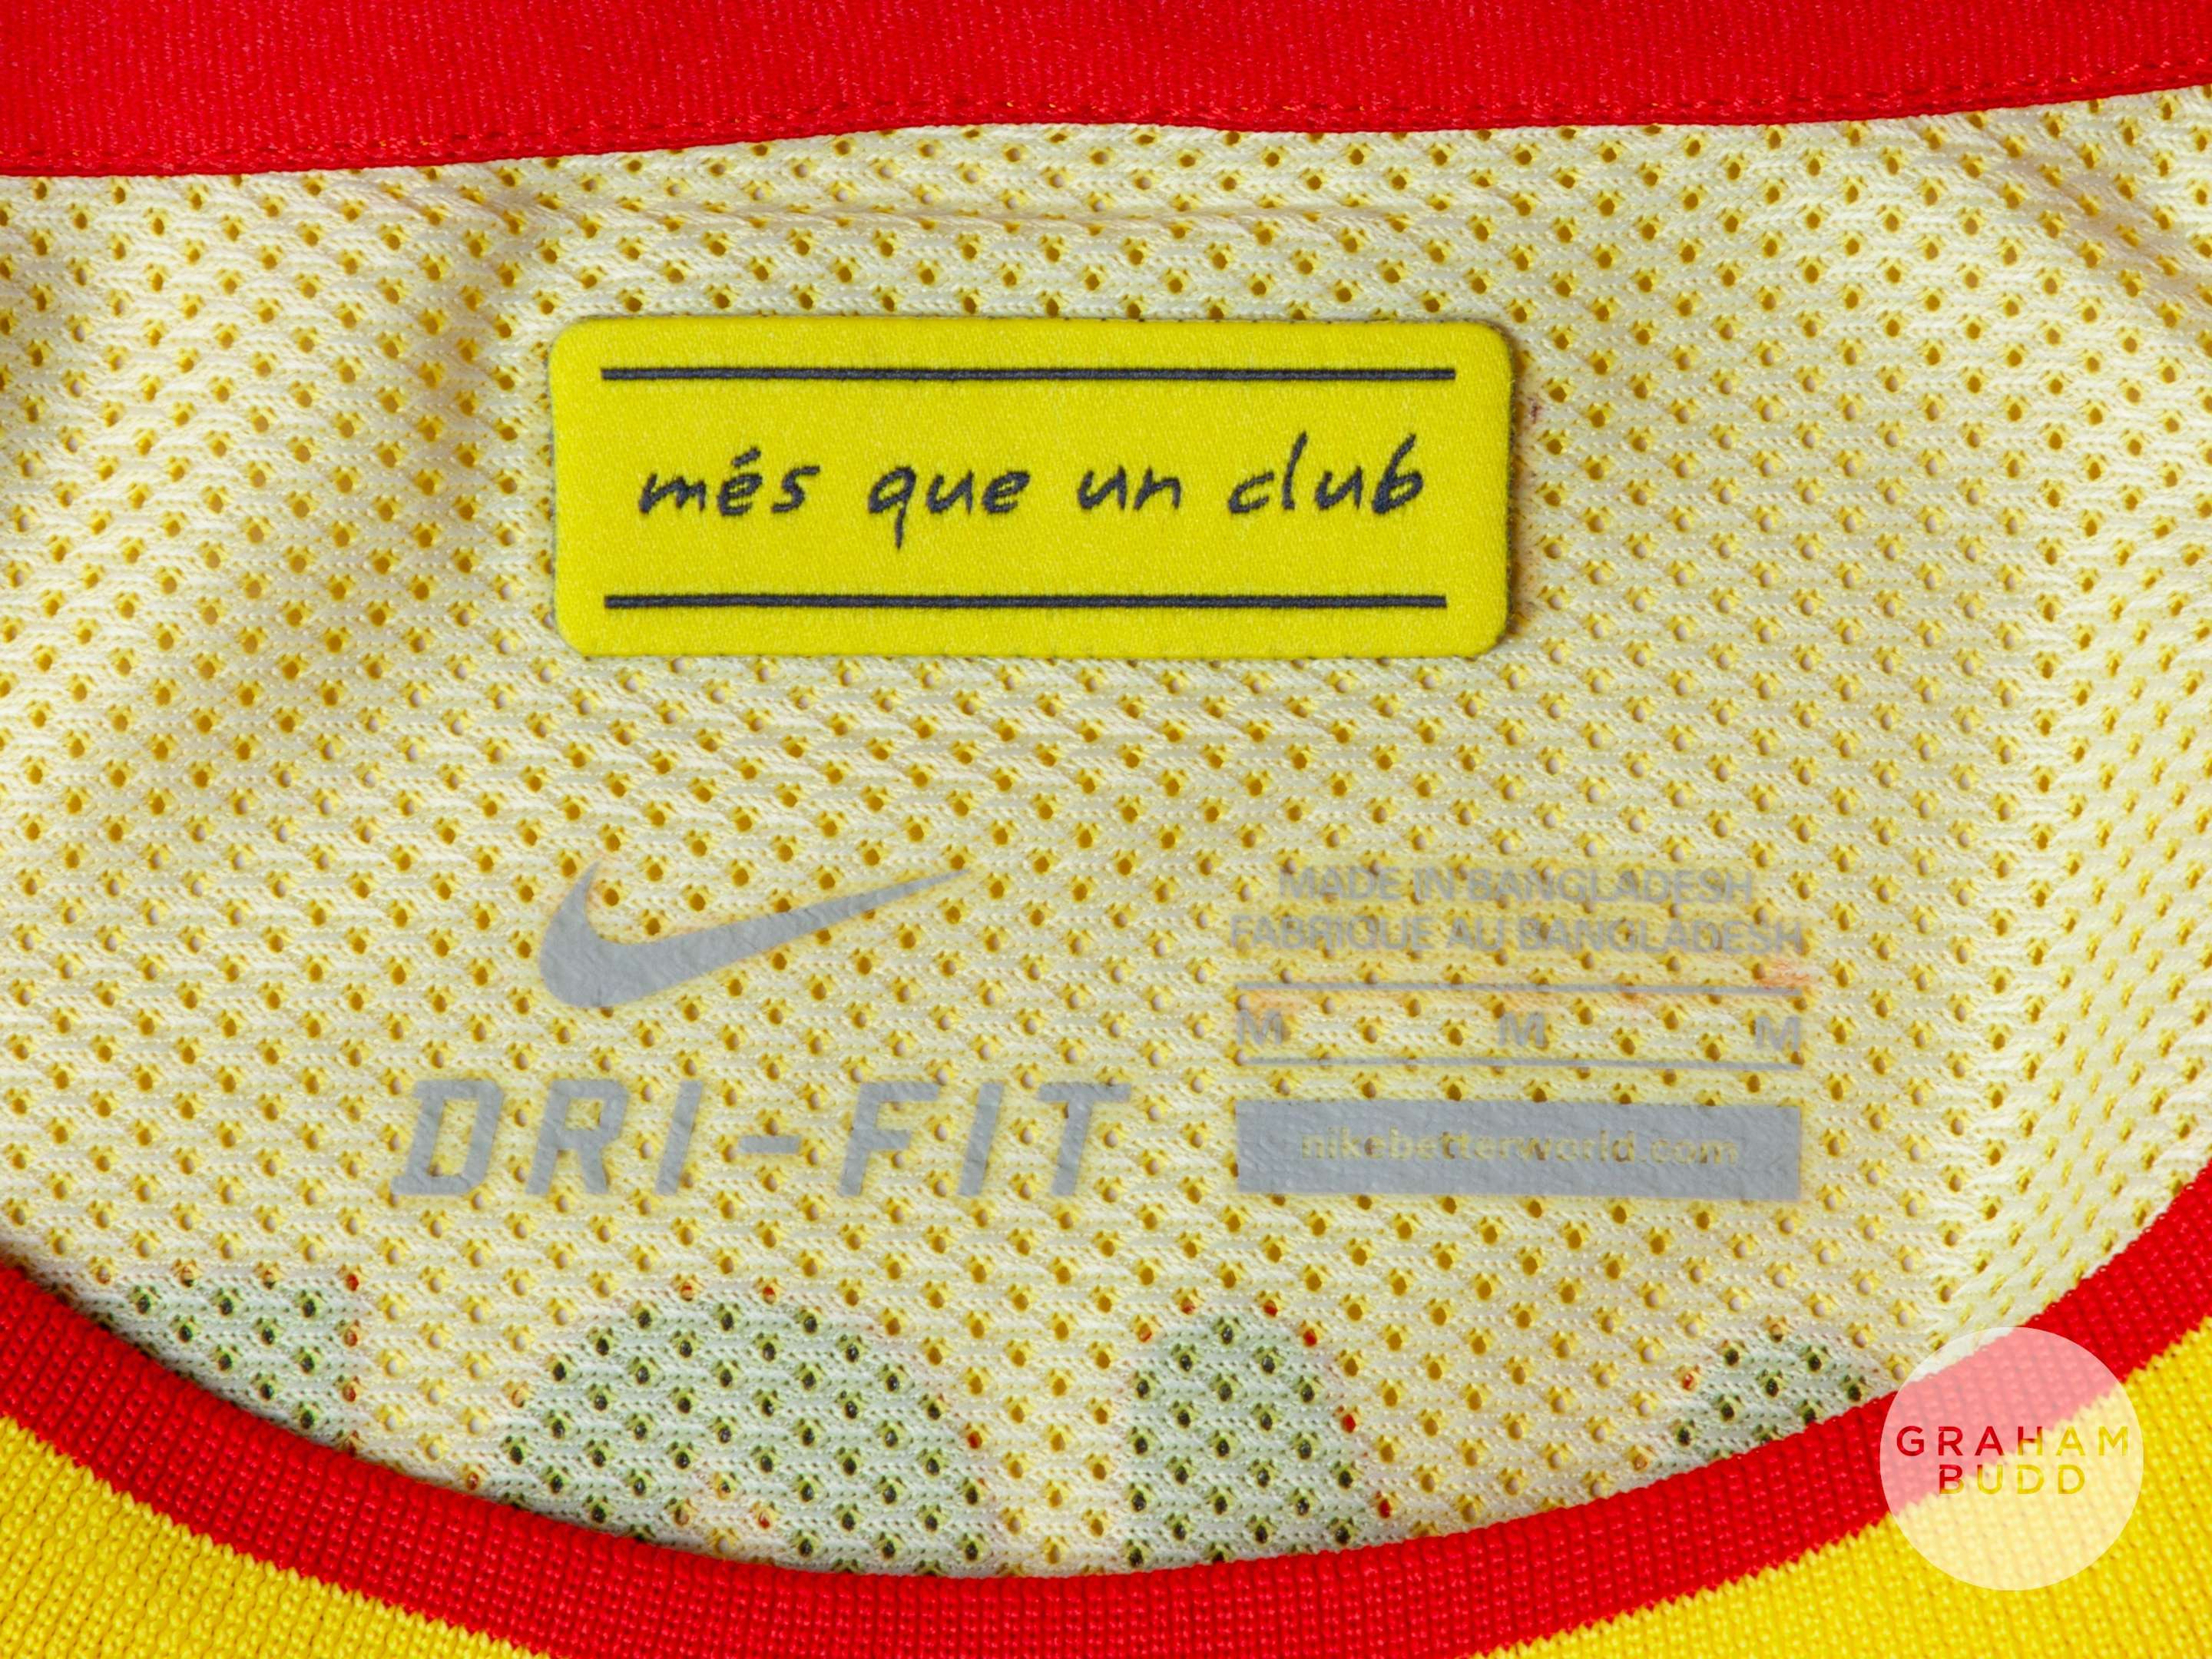 més que un club
MADE IN BANGLADESH
FABRIQUE AU BANGLADESH
M M M
DRI-FIT
nikebetterworld.com
GRAHAM
BUDD